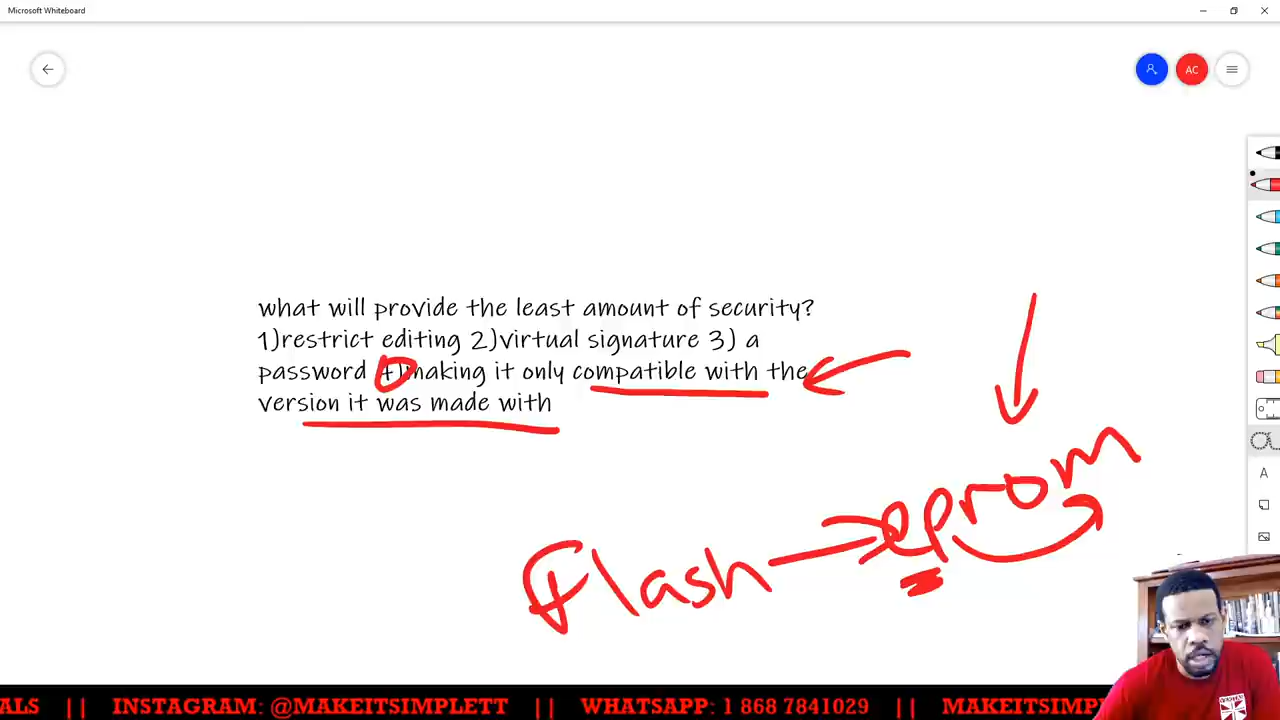 Microsoft Whiteboard
AC
what will provide the least amount of security?
1)restrict editing 2)virtual signature 3) a
password 4)making it only compatible with the
version it was made with
eprom
flash
A
ALS || INSTAGRAM: @MAKEITSIMPLETT || WHATSAPP: 1 868 7841029 || MAKEITSIMP